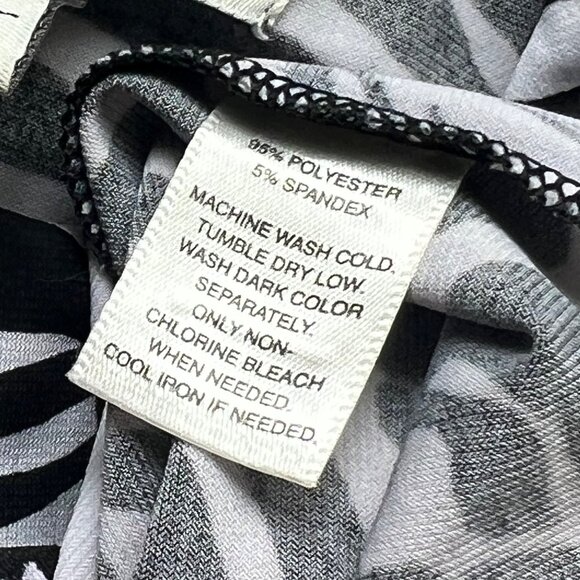 95% POLYESTER
5% SPANDEX
MACHINE WASH COLD.
TUMBLE DRY LOW.
WASH DARK COLOR
SEPARATELY.
ONLY NON-
CHLORINE BLEACH
WHEN NEEDED.
COOL IRON IF NEEDED.